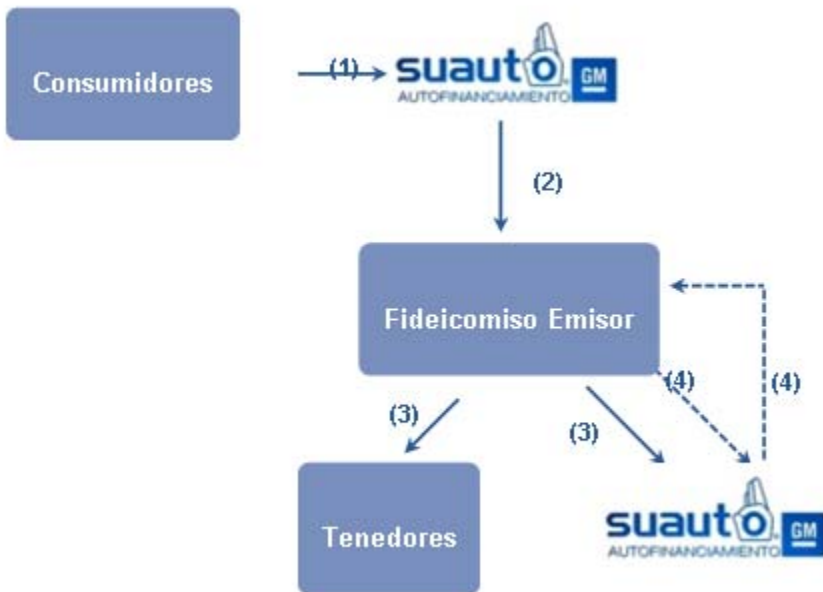 Consumidores
(1)
suauto
GM
AUTOFINANCIAMIENTO
(2)
Fideicomiso Emisor
(3)
(3)
(4)
(4)
Tenedores
suauto
GM
AUTOFINANCIAMIENTO